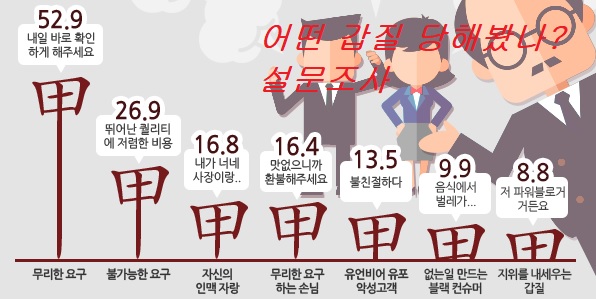 어떤 갑질 당해봤나?
설문조사
52.9
내일 바로 확인
하게 해주세요
甲
무리한 요구
26.9
뛰어난 퀄리티
에 저렴한 비용
甲
불가능한 요구
16.8
내가 너네
사장이랑..
甲
자신의
인맥 자랑
16.4
맛없으니까
환불해주세요
甲
무리한 요구
하는 손님
13.5
불친절하다
甲
유언비어 유포
악성고객
9.9
음식에서
벌레가...
甲
없는일 만드는
블랙 컨슈머
8.8
저 파워블로거
거든요
甲
지위를 내세우는
갑질